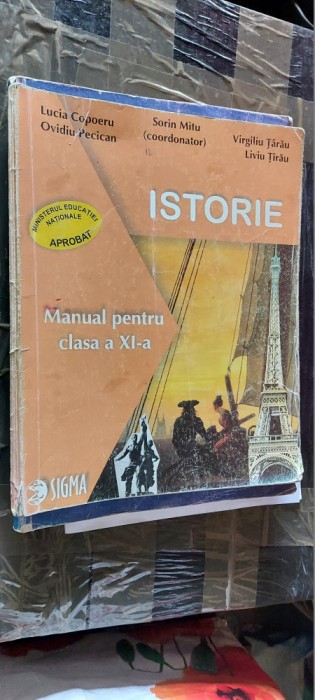 Lucia Copoeru
Ovidiu Pecican
Sorin Mitu
(coordonator)
Virgiliu Țârău
Liviu Țîrău
ISTORIE
MINISTERUL EDUCAȚIEI
NAȚIONALE
APROBAT
Manual pentru
clasa a XI-a
SIGMA